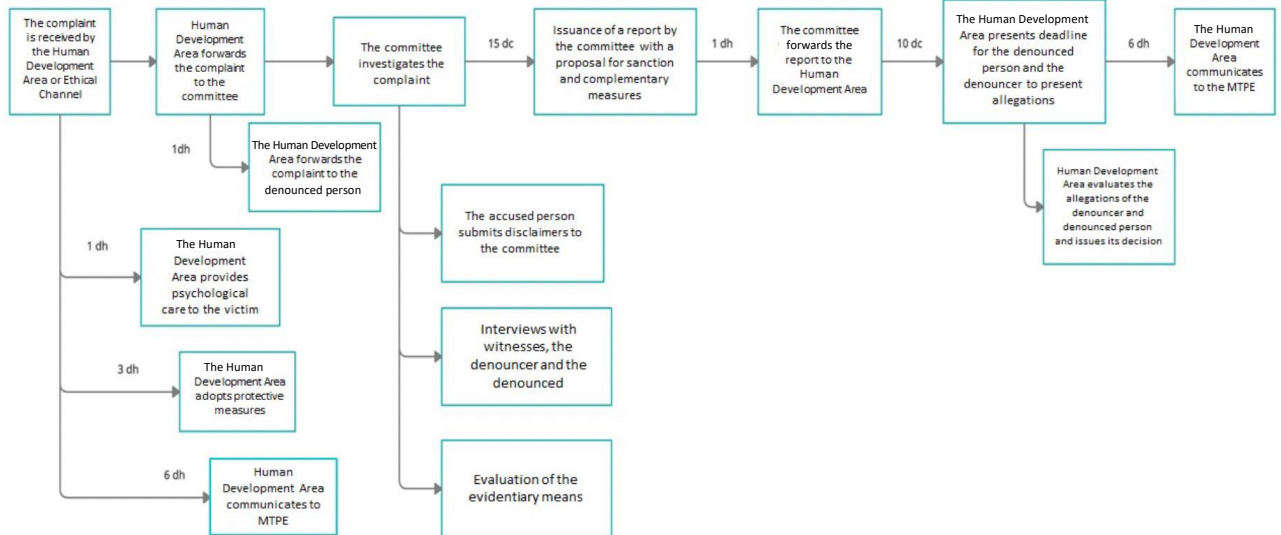 The complaint
is received by
the Human
Development
Area or Ethical
Channel
Human
Development
Area forwards
the complaint
to the
committee
The committee
investigates the
complaint
15 dc
Issuance of a report by
the committee with a
proposal for sanction
and complementary
measures
1 dh
The committee
forwards the
report to the
Human
Development Area
10 dc
The Human Development
Area presents deadline
for the denounced
person and the
denouncer to present
allegations
6 dh
The Human
Development
Area
communicates
to the MTPE
1dh
The Human Development
Area forwards the
complaint to the
denounced person
Human Development
Area evaluates the
allegations of the
denouncer and
denounced person
and issues its decision
The accused person
submits disclaimers to
the committee
1 dh
The Human
Development
Area provides
psychological
care to the victim
Interviews with
witnesses, the
denouncer and the
denounced
3 dh
The Human
Development Area
adopts protective
measures
6 dh
Human
Development Area
communicates to
MTPE
Evaluation of the
evidentiary means